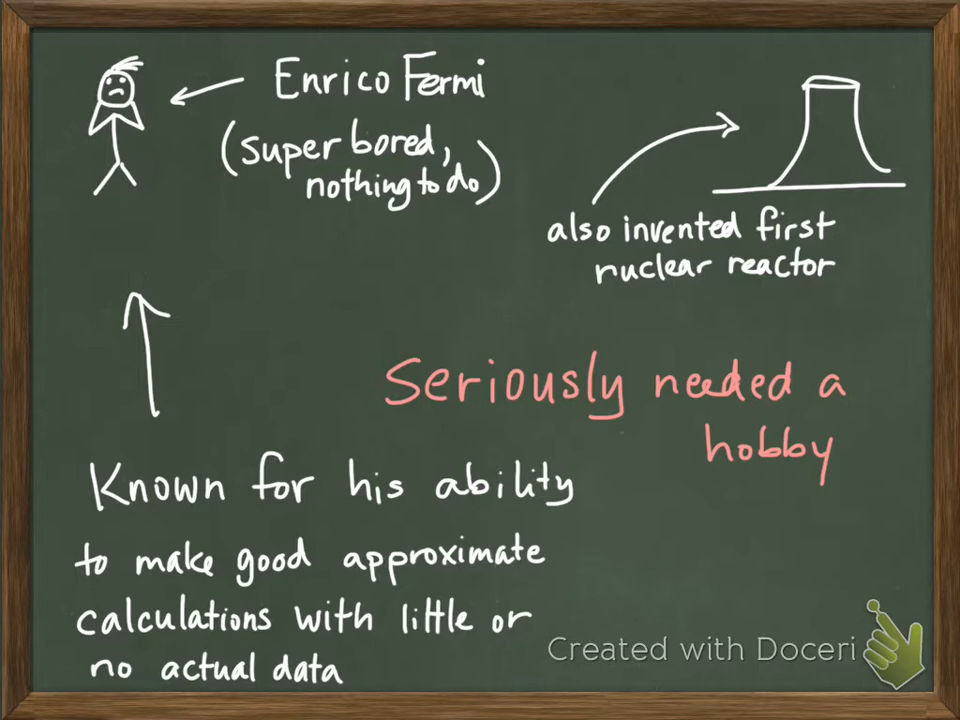 Enrico Fermi
(super bored,
nothing to do)
also invented first
nuclear reactor
Seriously needed a
hobby
Known for his ability
to make good approximate
calculations with little or
no actual data
Created with Doceri